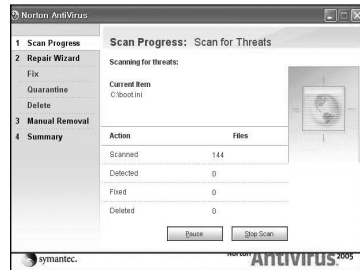 Norton AntiVirus
1 Scan Progress
2 Repair Wizard
Fix
Quarantine
Delete
3 Manual Removal
4 Summary
Scan Progress: Scan for Threats
Scanning for threats:
Current Item
C:\boot.ini
Action Files
Scanned 144
Detected 0
Fixed 0
Deleted 0
Pause Stop Scan
symantec.
Norton AntiVirus 2005